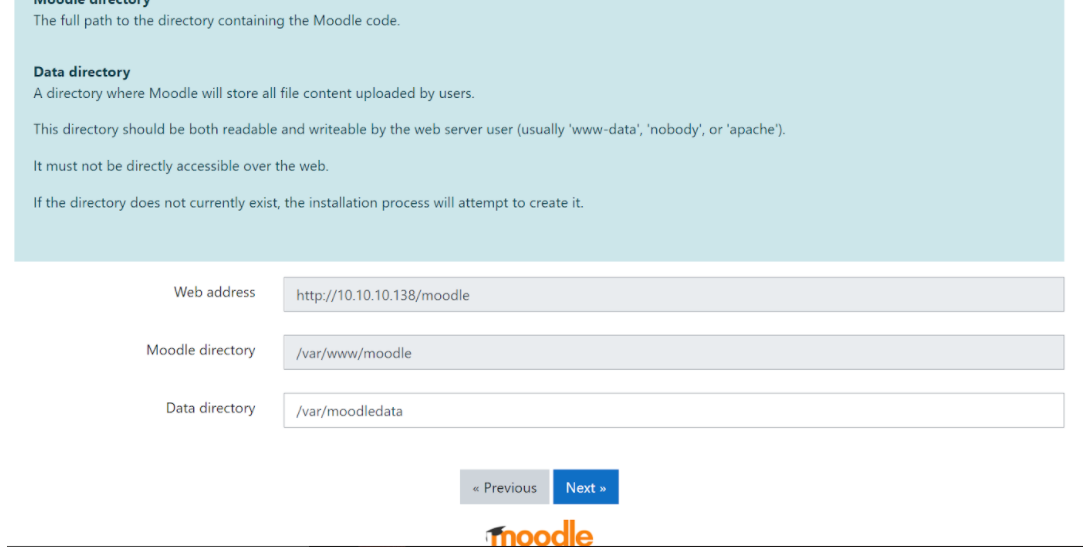 Moodle directory
The full path to the directory containing the Moodle code.
Data directory
A directory where Moodle will store all file content uploaded by users.
This directory should be both readable and writeable by the web server user (usually 'www-data', 'nobody', or 'apache').
It must not be directly accessible over the web.
If the directory does not currently exist, the installation process will attempt to create it.
Web address http://10.10.10.138/moodle
Moodle directory /var/www/moodle
Data directory /var/moodledata
« Previous Next »
moodle